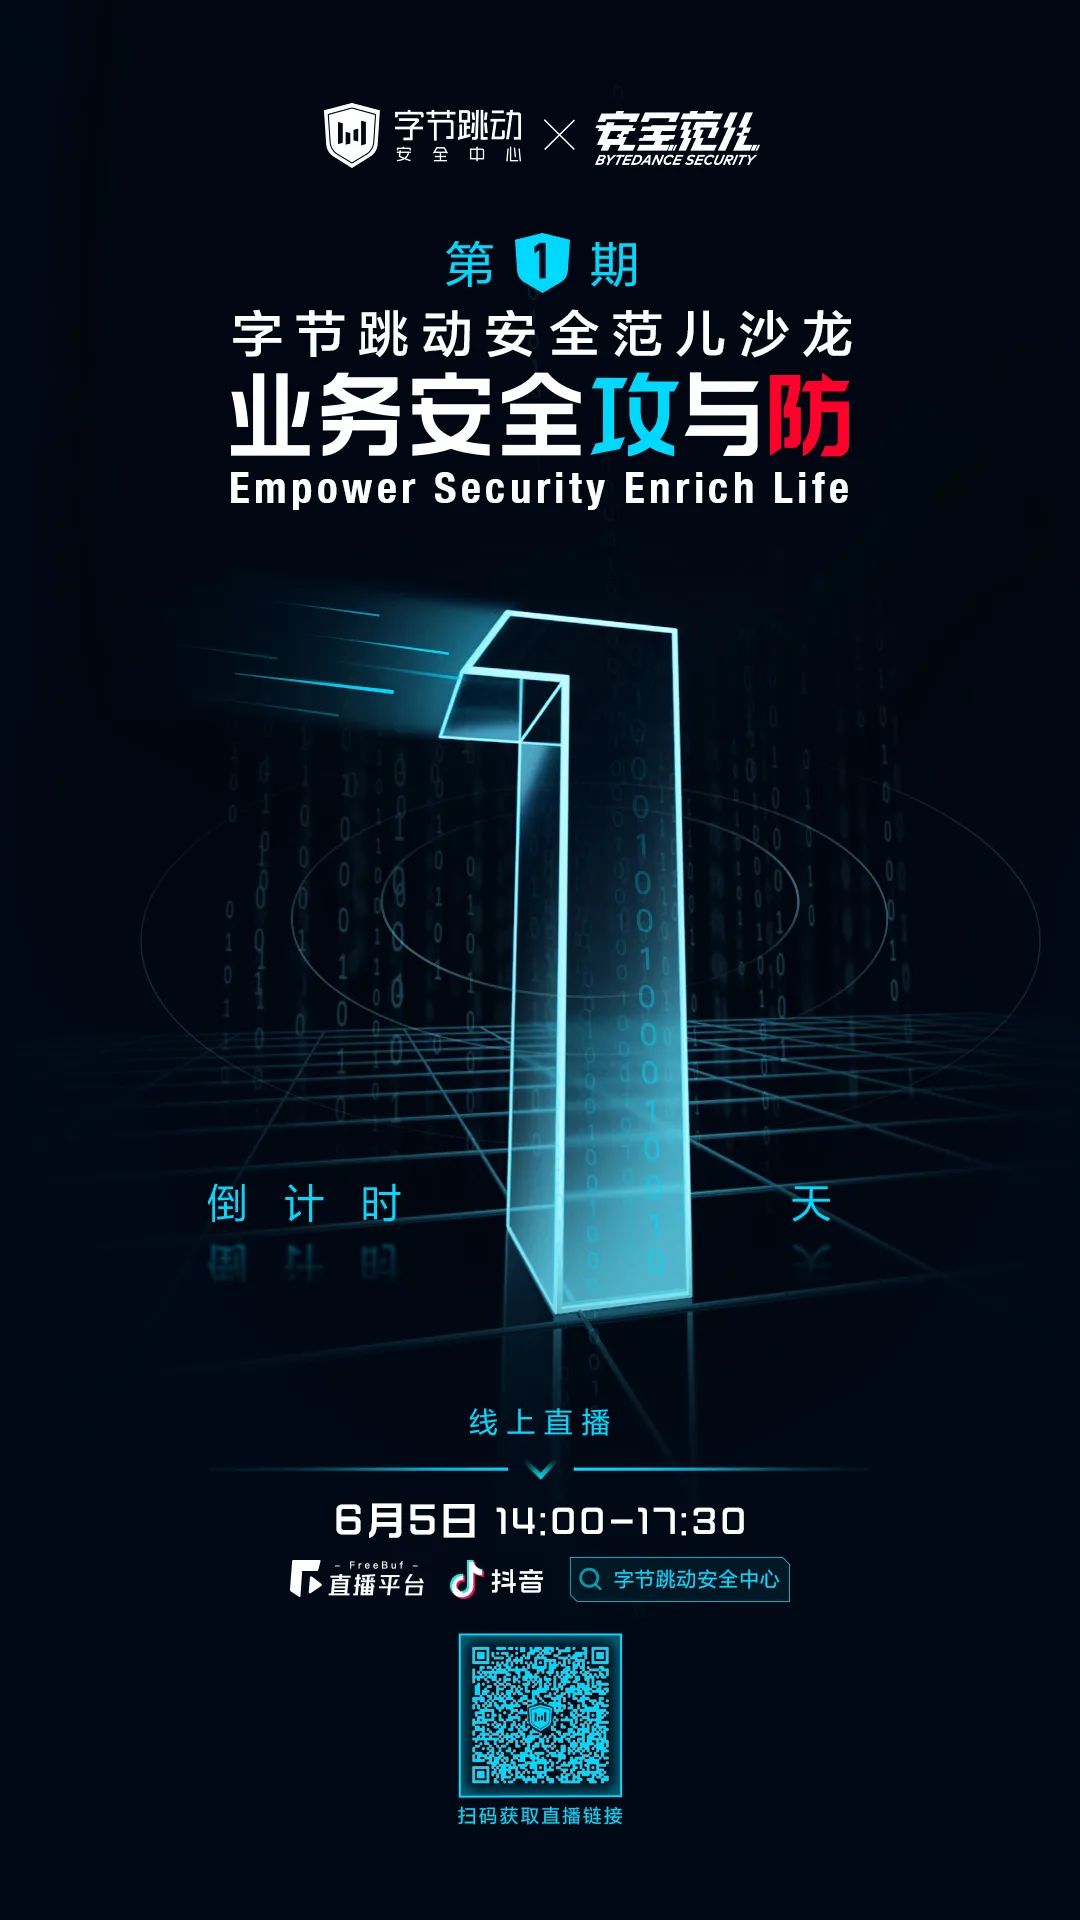 字节跳动
安全中心
安全范儿
BYTEDANCE SECURITY
第1期
字节跳动安全范儿沙龙
业务安全攻与防
Empower Security Enrich Life
倒计时 1 天
线上直播
6月5日 14:00-17:30
- FreeBuf -
直播平台
抖音
字节跳动安全中心
扫码获取直播链接